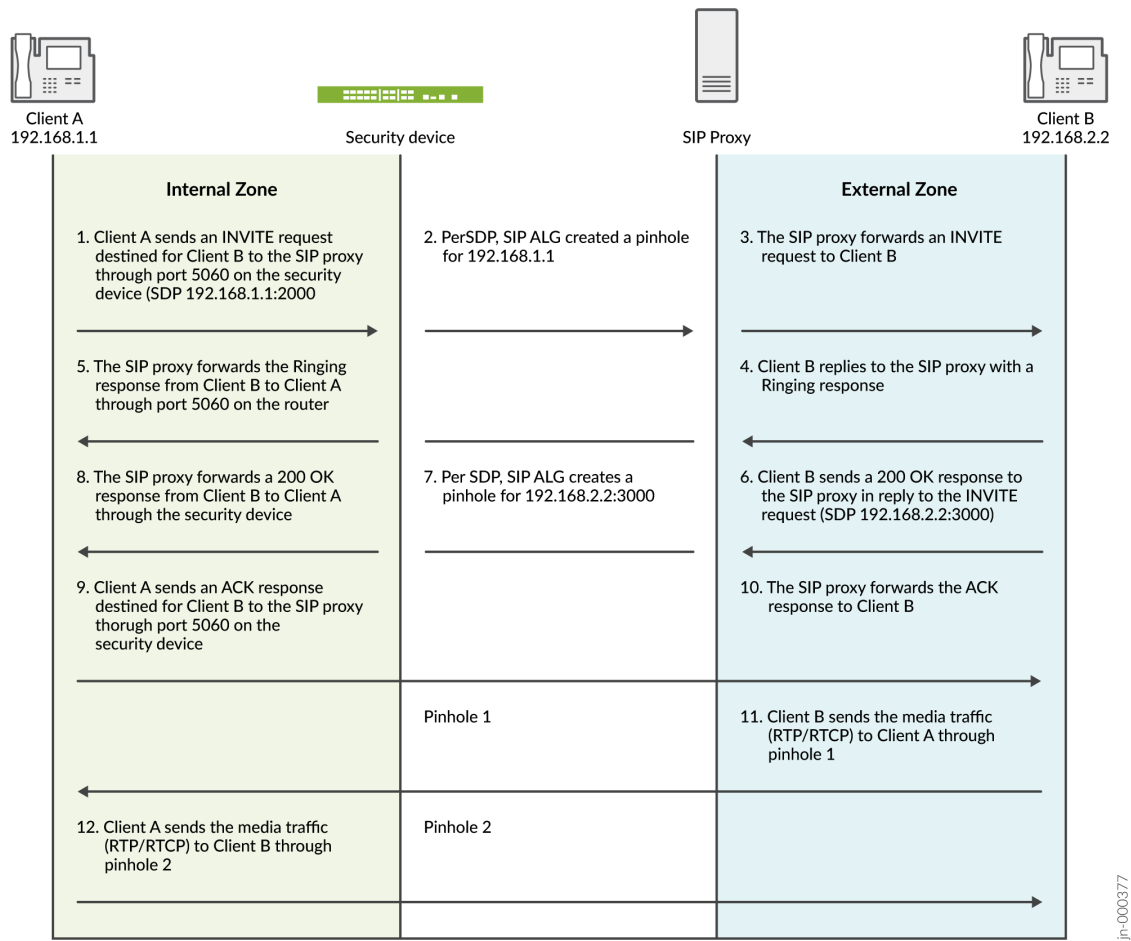 Client A
192.168.1.1
Security device
SIP Proxy
Client B
192.168.2.2
Internal Zone
External Zone
1. Client A sends an INVITE request
destined for Client B to the SIP proxy
through port 5060 on the security
device (SDP 192.168.1.1:2000
2. PerSDP, SIP ALG created a pinhole
for 192.168.1.1
3. The SIP proxy forwards an INVITE
request to Client B
5. The SIP proxy forwards the Ringing
response from Client B to Client A
through port 5060 on the router
4. Client B replies to the SIP proxy with a
Ringing response
8. The SIP proxy forwards a 200 OK
response from Client B to Client A
through the security device
7. Per SDP, SIP ALG creates a
pinhole for 192.168.2.2:3000
6. Client B sends a 200 OK response to
the SIP proxy in reply to the INVITE
request (SDP 192.168.2.2:3000)
9. Client A sends an ACK response
destined for Client B to the SIP proxy
thorugh port 5060 on the
security device
10. The SIP proxy forwards the ACK
response to Client B
Pinhole 1
11. Client B sends the media traffic
(RTP/RTCP) to Client A through
pinhole 1
12. Client A sends the media traffic
(RTP/RTCP) to Client B through
pinhole 2
Pinhole 2
jn-000377